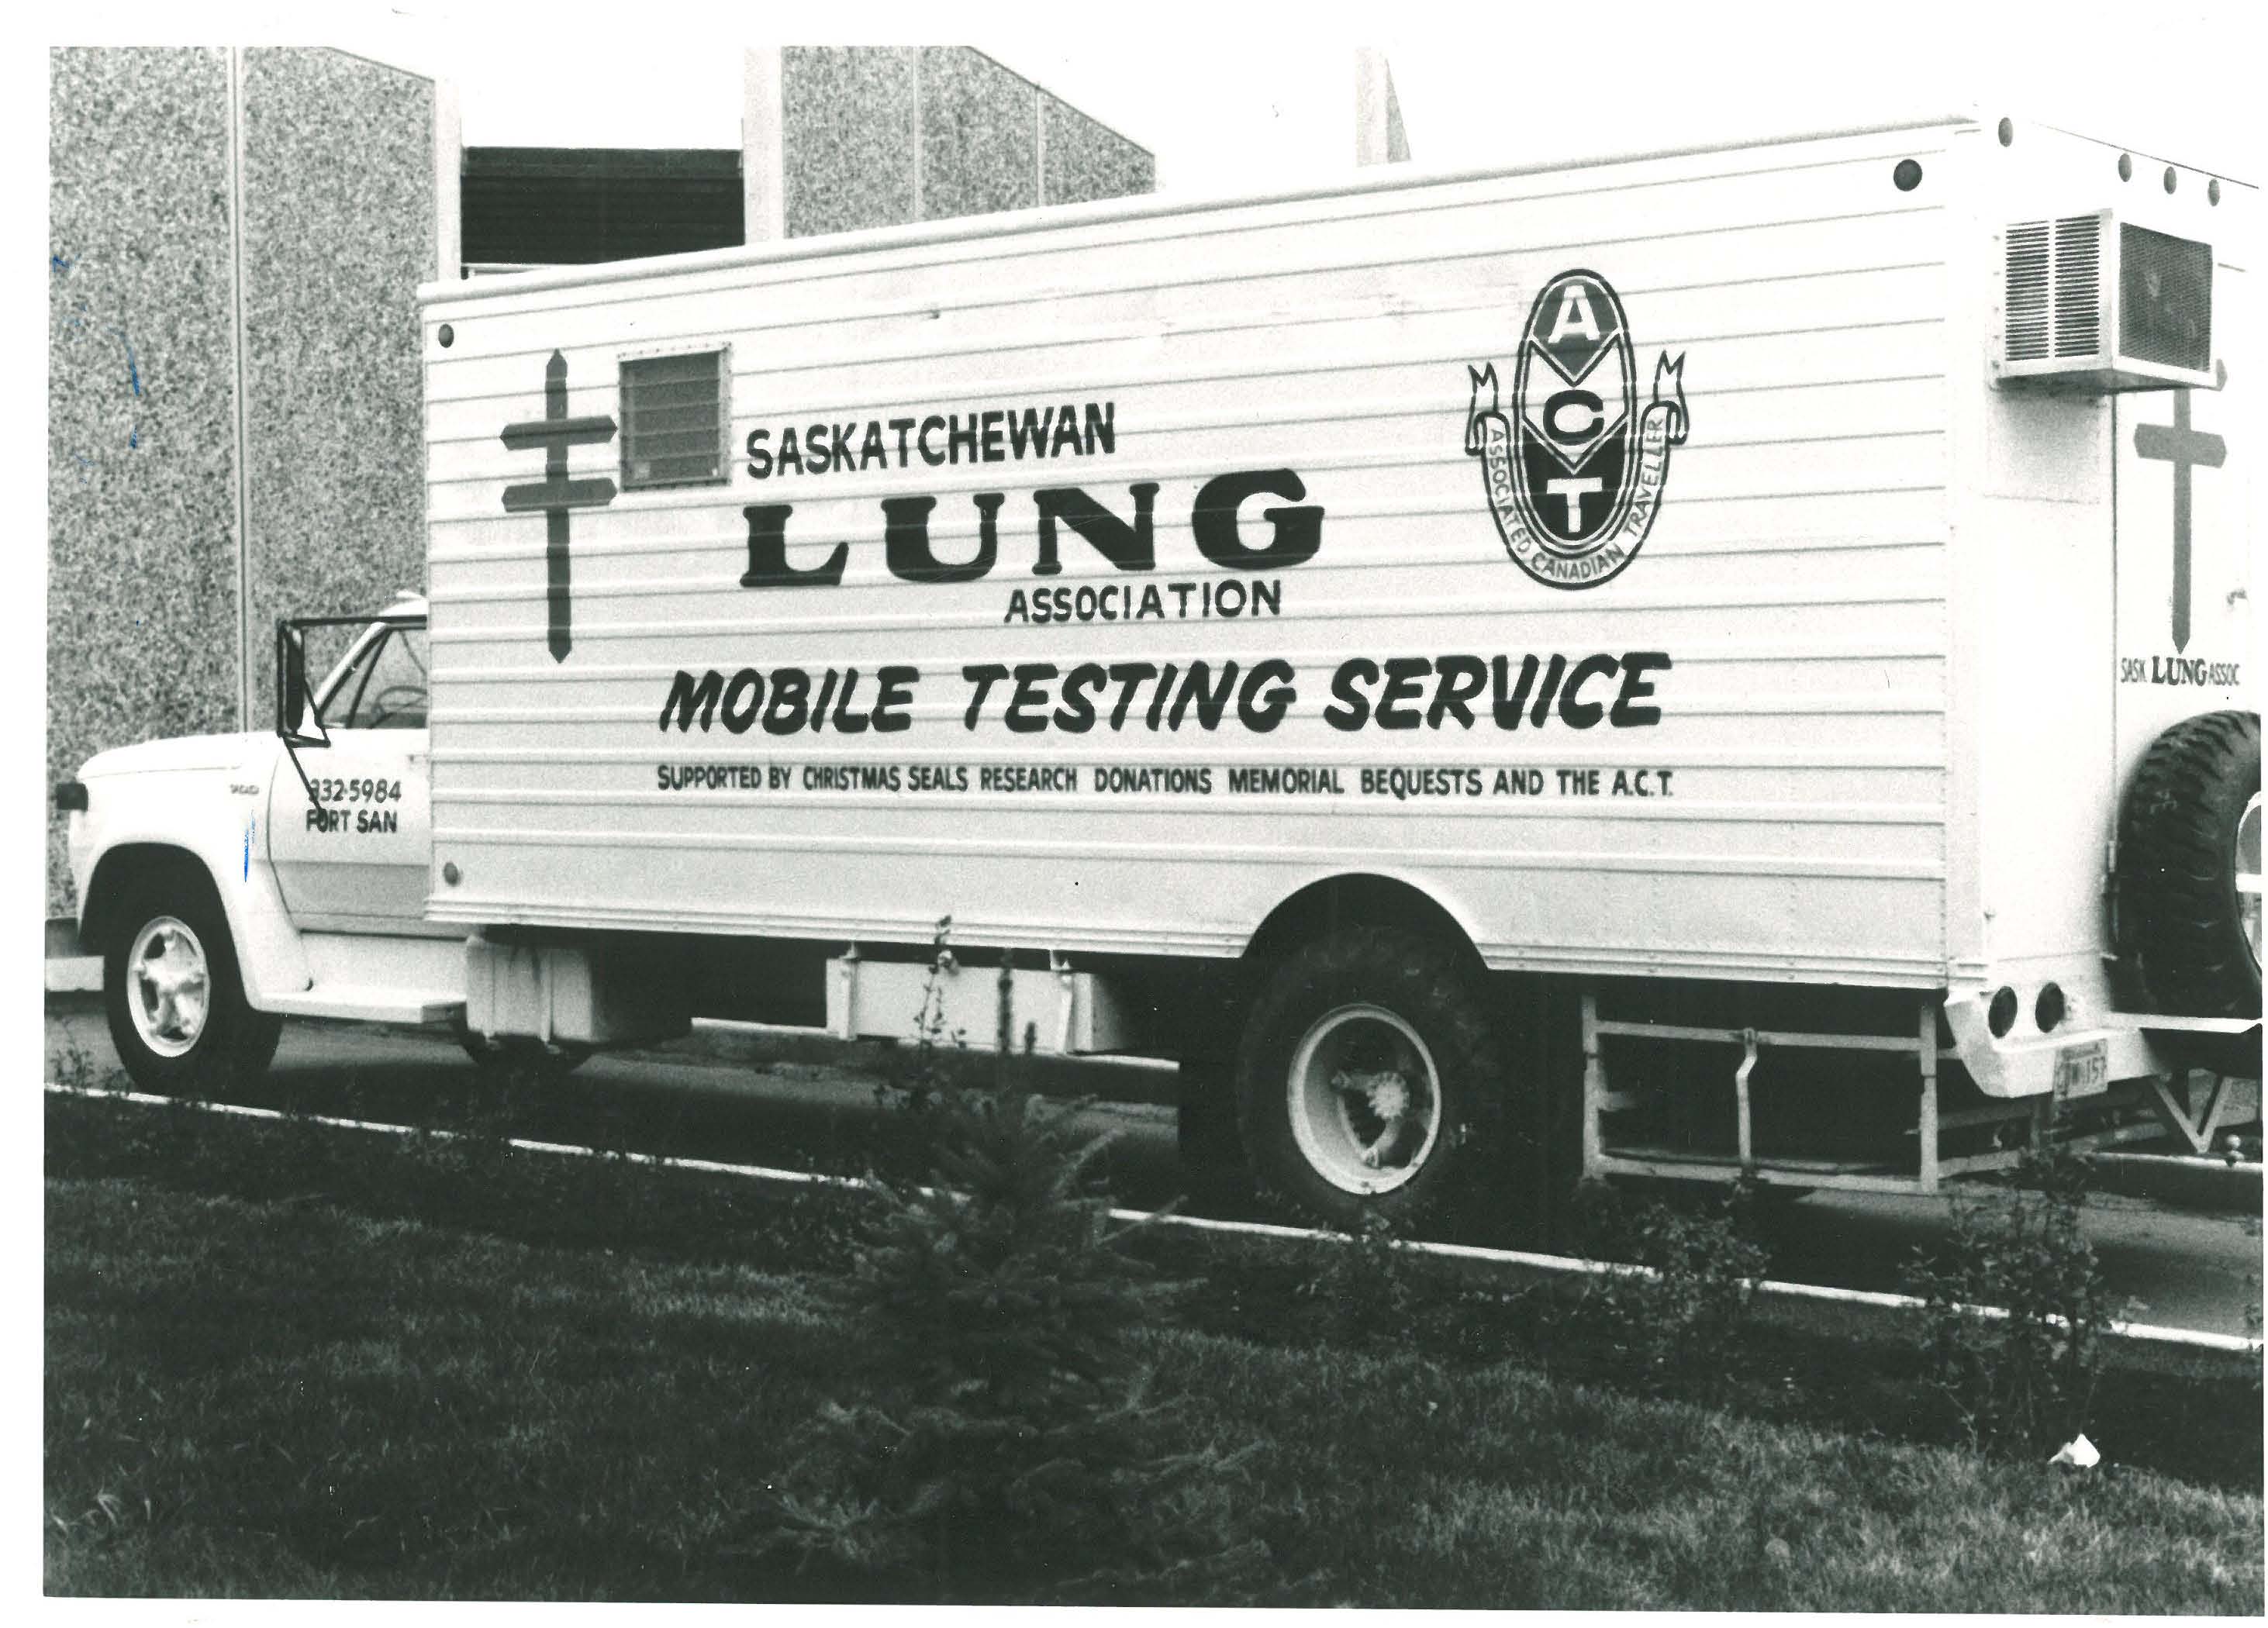 SASKATCHEWAN
LUNG
ASSOCIATION
MOBILE TESTING SERVICE
SUPPORTED BY CHRISTMAS SEALS RESEARCH DONATIONS MEMORIAL BEQUESTS AND THE A.C.T.
A
C
T
ASSOCIATED CANADIAN TRAVELLER
332-5984
FORT SAN
SASK LUNG ASSOC